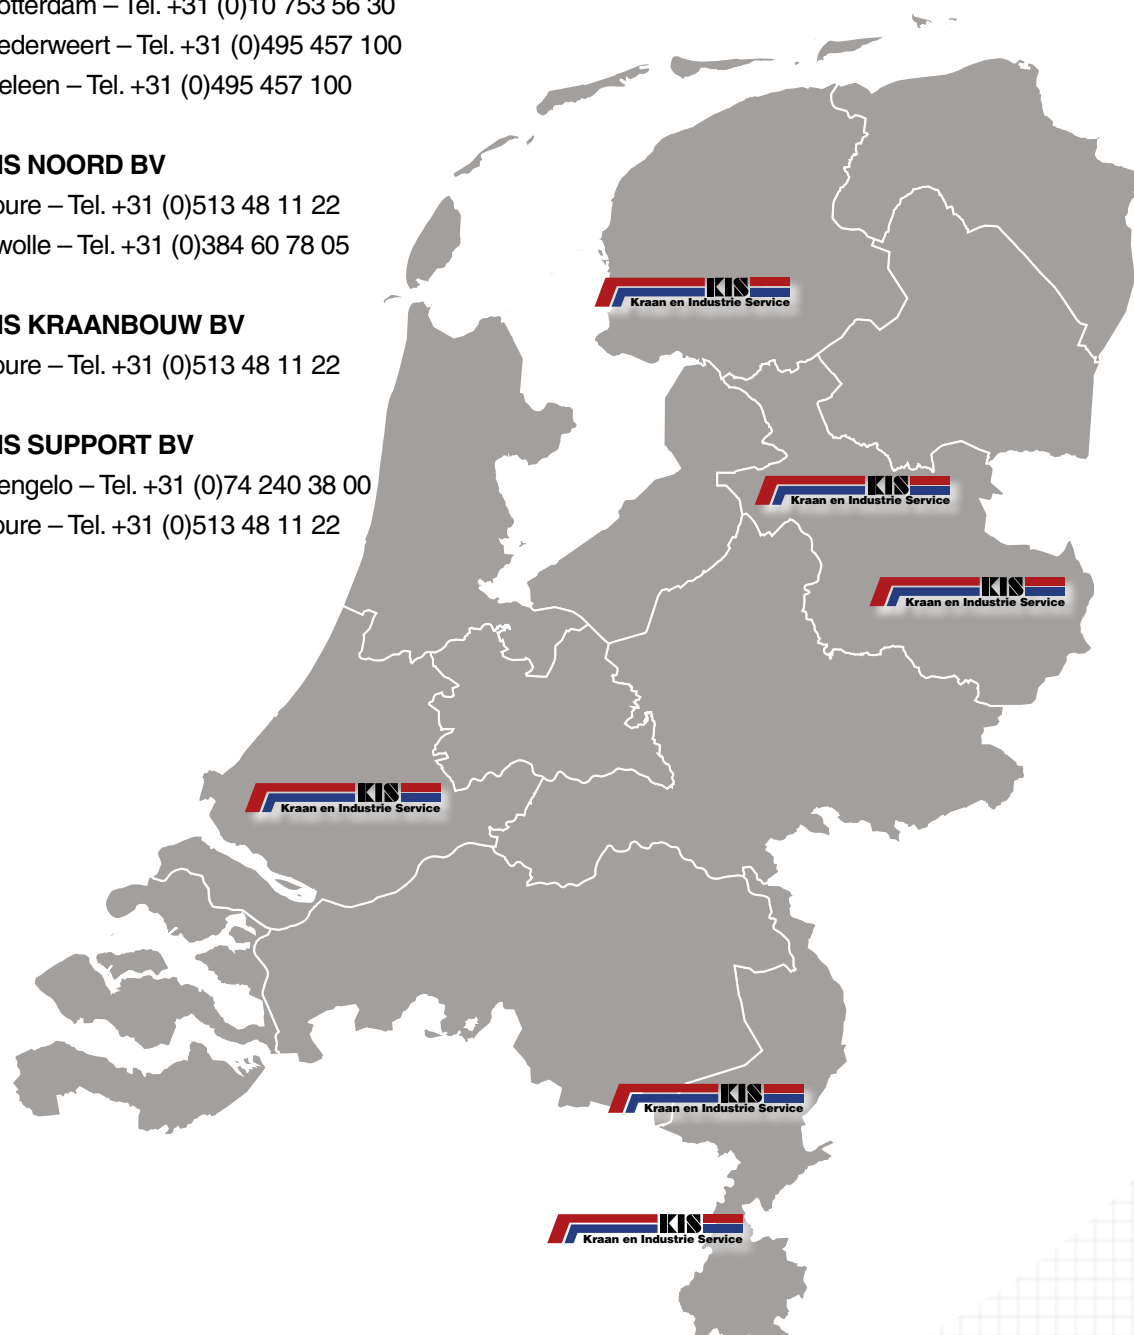 otterdam – Tel. +31 (0)10 753 56 30
ederweert – Tel. +31 (0)495 457 100
eleen – Tel. +31 (0)495 457 100
IS NOORD BV
oure – Tel. +31 (0)513 48 11 22
wolle – Tel. +31 (0)384 60 78 05
IS KRAANBOUW BV
oure – Tel. +31 (0)513 48 11 22
IS SUPPORT BV
engelo – Tel. +31 (0)74 240 38 00
oure – Tel. +31 (0)513 48 11 22
KIS
Kraan en Industrie Service
KIS
Kraan en Industrie Service
KIS
Kraan en Industrie Service
KIS
Kraan en Industrie Service
KIS
Kraan en Industrie Service
KIS
Kraan en Industrie Service